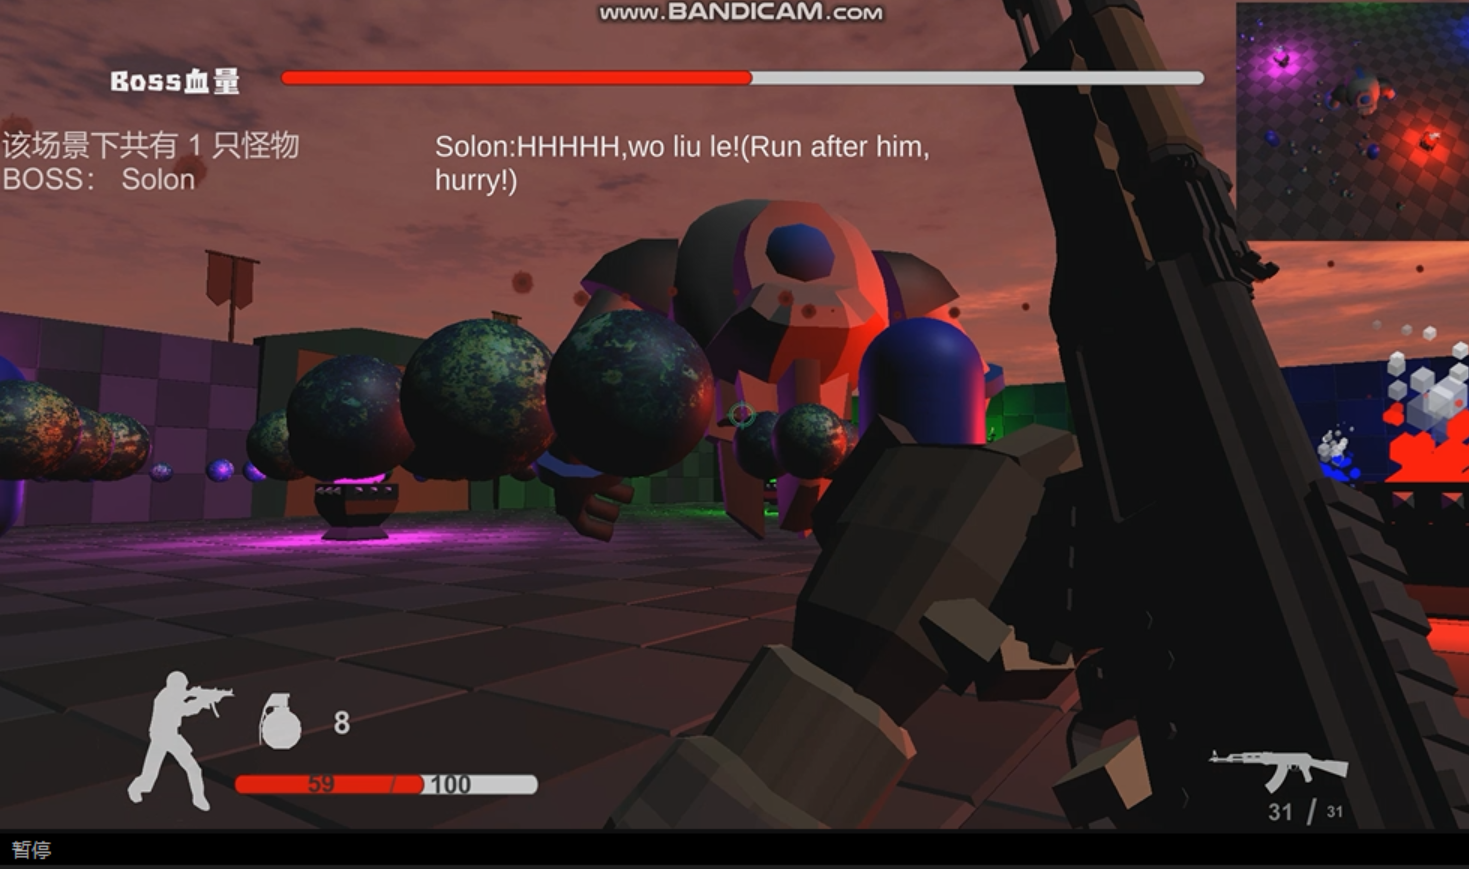 www.BANDICAM.com
Boss血量
该场景下共有 1 只怪物
BOSS： Solon
Solon:HHHHH,wo liu le!(Run after him,
hurry!)
8
59 / 100
31 / 31
暂停